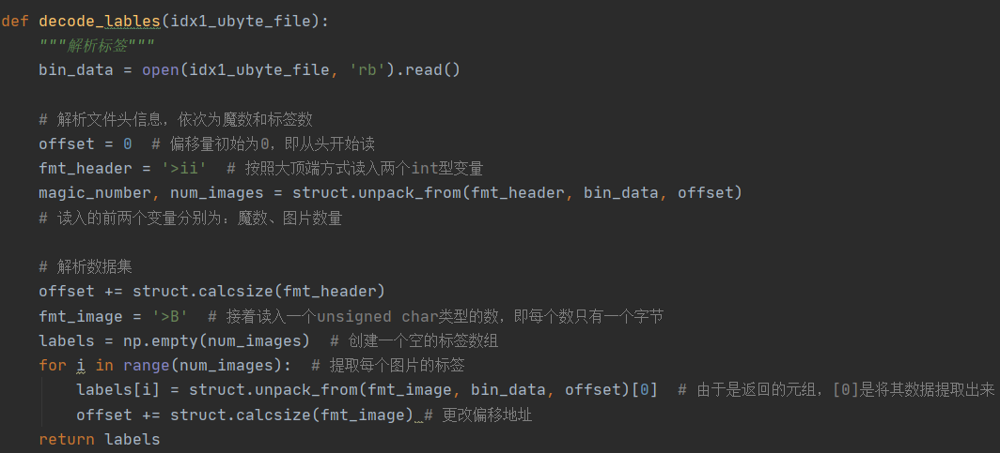 def decode_lables(idx1_ubyte_file):
    """解析标签"""
    bin_data = open(idx1_ubyte_file, 'rb').read()

    # 解析文件头信息，依次为魔数和标签数
    offset = 0  # 偏移量初始为0，即从头开始读
    fmt_header = '>ii'  # 按照大顶端方式读入两个int型变量
    magic_number, num_images = struct.unpack_from(fmt_header, bin_data, offset)
    # 读入的前两个变量分别为：魔数、图片数量

    # 解析数据集
    offset += struct.calcsize(fmt_header)
    fmt_image = '>B'  # 接着读入一个unsigned char类型的数，即每个数只有一个字节
    labels = np.empty(num_images)  # 创建一个空的标签数组
    for i in range(num_images):  # 提取每个图片的标签
        labels[i] = struct.unpack_from(fmt_image, bin_data, offset)[0]  # 由于是返回的元组，[0]是将其数据提取出来
        offset += struct.calcsize(fmt_image) # 更改偏移地址
    return labels